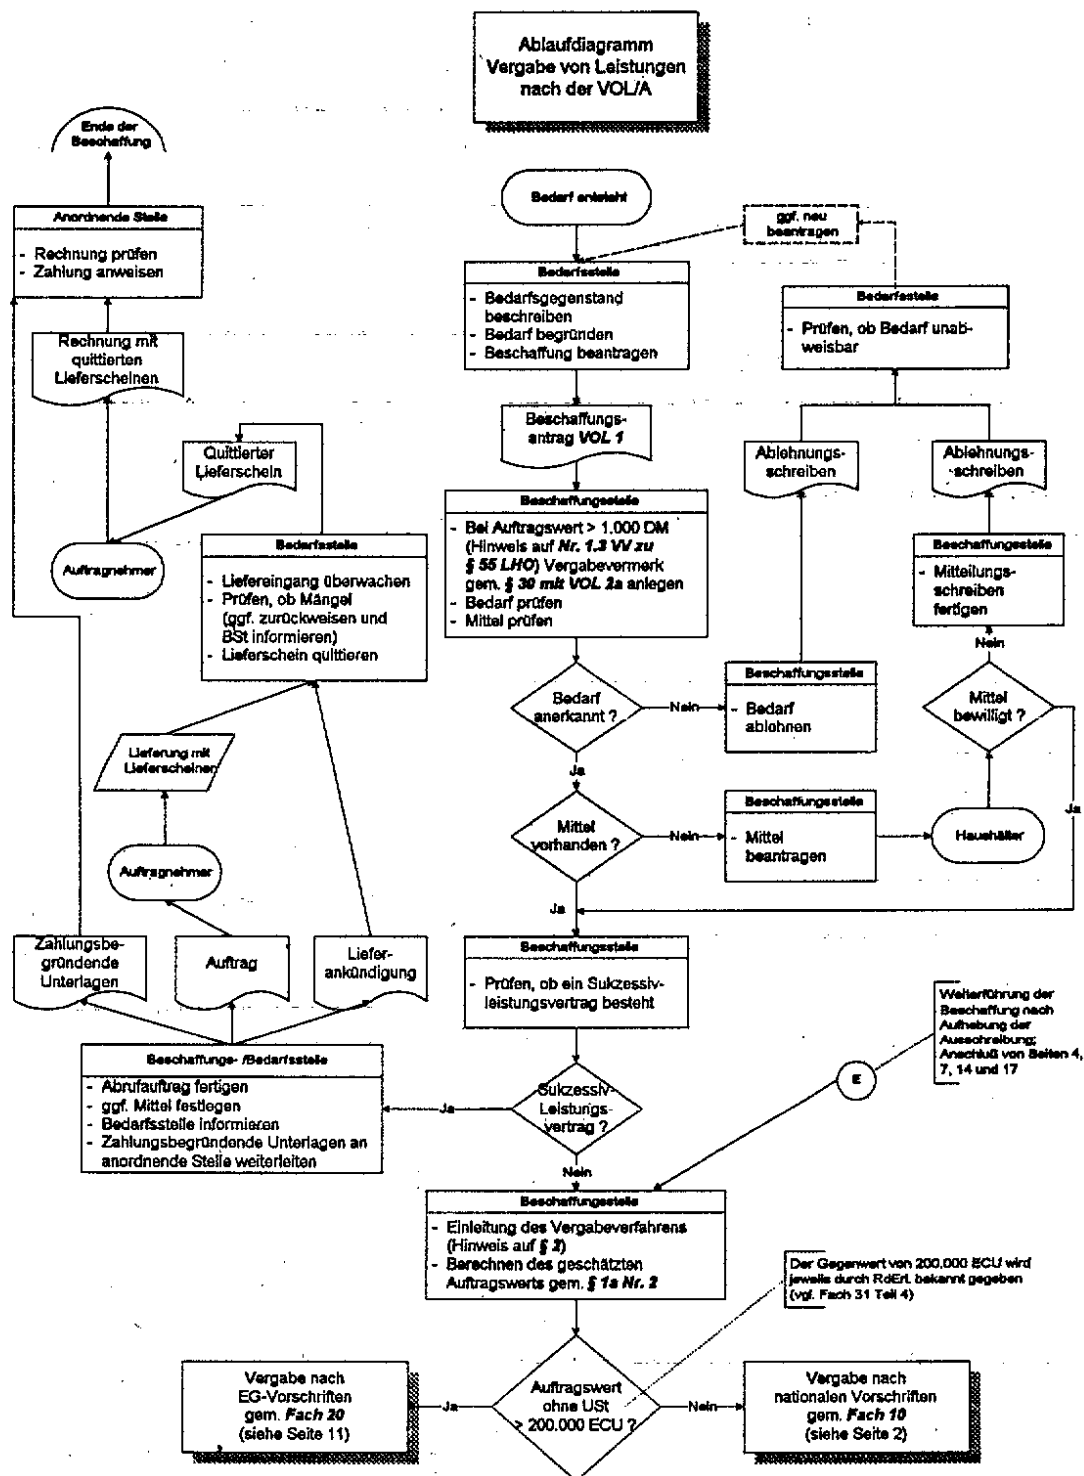 Ablaufdiagramm
Vergabe von Leistungen
nach der VOL/A
Ende der
Beschaffung
Anordnende Stelle
- Rechnung prüfen
- Zahlung anweisen
Rechnung mit
quittierten
Lieferscheinen
Quittierter
Lieferschein
Auftragnehmer
Bedarfsstelle
- Liefereingang überwachen
- Prüfen, ob Mängel
(ggf. zurückweisen und
BSt informieren)
- Lieferschein quittieren
Lieferung mit
Lieferscheinen
Auftragnehmer
Zahlungsbe-
gründende
Unterlagen
Auftrag
Liefer-
ankündigung
Beschaffungs- /Bedarfsstelle
- Abrufauftrag fertigen
- ggf. Mittel festlegen
- Bedarfsstelle informieren
- Zahlungsbegründende Unterlagen an
anordnende Stelle weiterleiten
Bedarf entsteht
ggf. neu
beantragen
Bedarfsstelle
- Bedarfsgegenstand
beschreiben
- Bedarf begründen
- Beschaffung beantragen
Bedarfsstelle
- Prüfen, ob Bedarf unab-
weisbar
Beschaffungs-
antrag VOL 1
Ablehnungs-
schreiben
Ablehnungs-
schreiben
Beschaffungsstelle
- Bei Auftragswert > 1.000 DM
(Hinweis auf Nr. 1.3 VV zu
§ 55 LHO) Vergabevermerk
gem. § 30 mit VOL 2a anlegen
- Bedarf prüfen
- Mittel prüfen
Beschaffungsstelle
- Mitteilungs-
schreiben
fertigen
Nein
Bedarf
anerkannt ?
Nein
Beschaffungsstelle
- Bedarf
ablehnen
Mittel
bewilligt ?
Ja
Ja
Mittel
vorhanden ?
Nein
Beschaffungsstelle
- Mittel
beantragen
Haushälter
Ja
Beschaffungsstelle
- Prüfen, ob ein Sukzessiv-
leistungsvertrag besteht
Weiterführung der
Beschaffung nach
Aufhebung der
Ausschreibung;
Anschluß von Seiten 4,
7, 14 und 17
E
Sukzessiv-
Leistungs-
vertrag ?
Ja
Nein
Beschaffungsstelle
- Einleitung des Vergabeverfahrens
(Hinweis auf § 2)
- Berechnen des geschätzten
Auftragswerts gem. § 1a Nr. 2
Der Gegenwert von 200.000 ECU wird
jeweils durch RdErl. bekannt gegeben
(vgl. Fach 31 Teil 4)
Vergabe nach
EG-Vorschriften
gem. Fach 20
(siehe Seite 11)
Ja
Auftragswert
ohne USt
> 200.000 ECU ?
Nein
Vergabe nach
nationalen Vorschriften
gem. Fach 10
(siehe Seite 2)